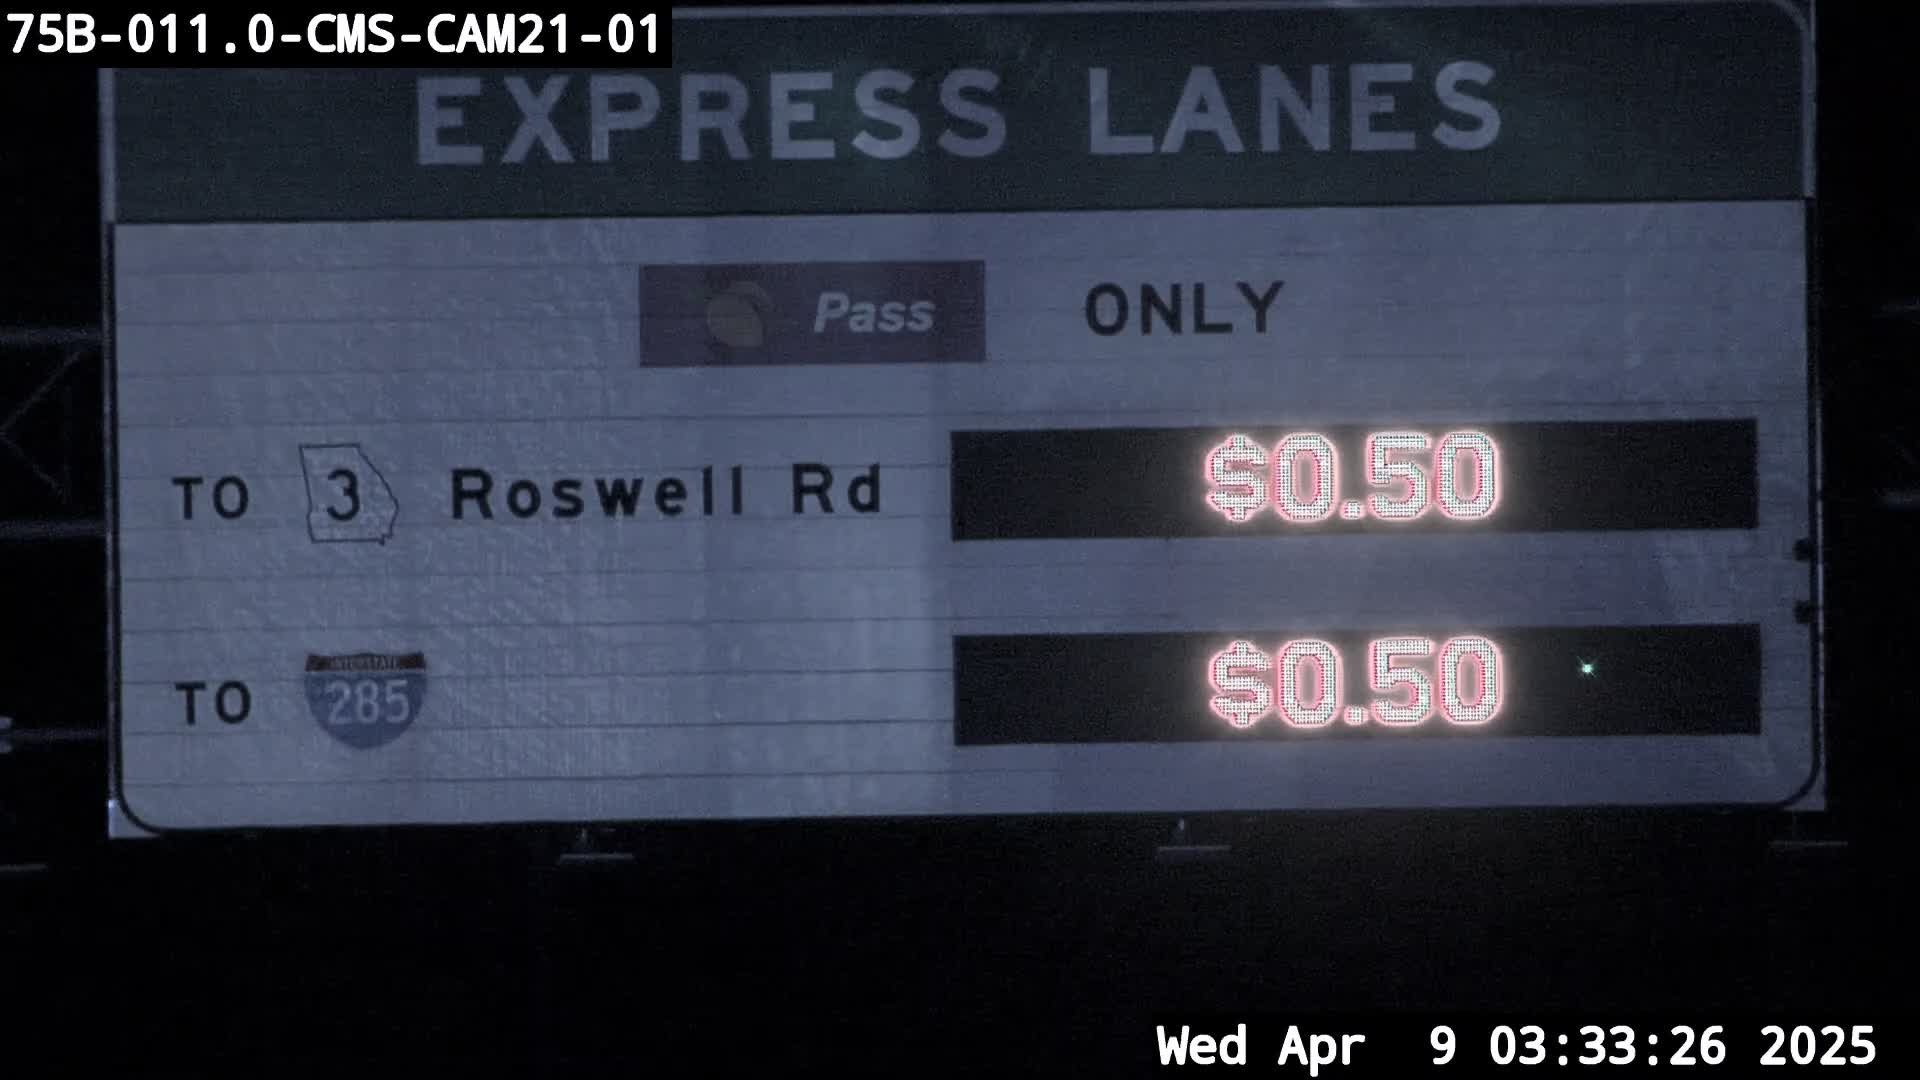 75B-011.0-CMS-CAM21-01
EXPRESS LANES
Pass ONLY
TO 3 Roswell Rd $0.50
TO INTERSTATE 285 $0.50
Wed Apr 9 03:33:26 2025